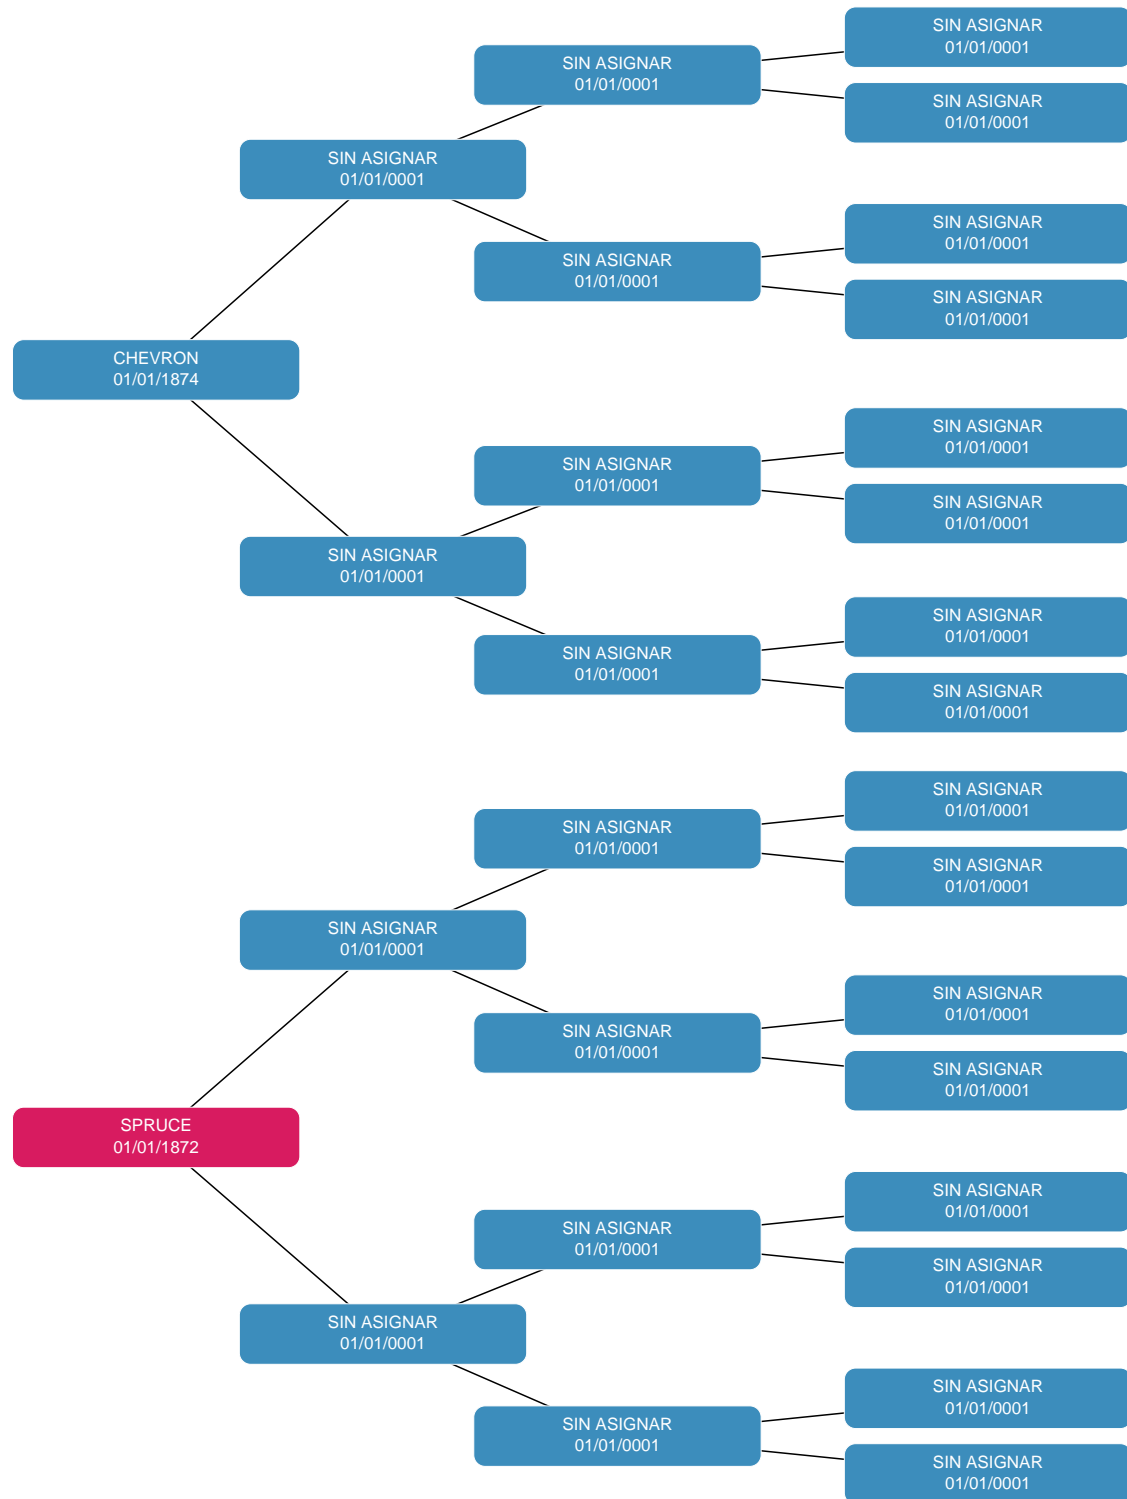 SIN ASIGNAR
01/01/0001
SIN ASIGNAR
01/01/0001
SIN ASIGNAR
01/01/0001
SIN ASIGNAR
01/01/0001
SIN ASIGNAR
01/01/0001
SIN ASIGNAR
01/01/0001
SIN ASIGNAR
01/01/0001
CHEVRON
01/01/1874
SIN ASIGNAR
01/01/0001
SIN ASIGNAR
01/01/0001
SIN ASIGNAR
01/01/0001
SIN ASIGNAR
01/01/0001
SIN ASIGNAR
01/01/0001
SIN ASIGNAR
01/01/0001
SIN ASIGNAR
01/01/0001
SIN ASIGNAR
01/01/0001
SIN ASIGNAR
01/01/0001
SIN ASIGNAR
01/01/0001
SIN ASIGNAR
01/01/0001
SIN ASIGNAR
01/01/0001
SIN ASIGNAR
01/01/0001
SIN ASIGNAR
01/01/0001
SPRUCE
01/01/1872
SIN ASIGNAR
01/01/0001
SIN ASIGNAR
01/01/0001
SIN ASIGNAR
01/01/0001
SIN ASIGNAR
01/01/0001
SIN ASIGNAR
01/01/0001
SIN ASIGNAR
01/01/0001
SIN ASIGNAR
01/01/0001